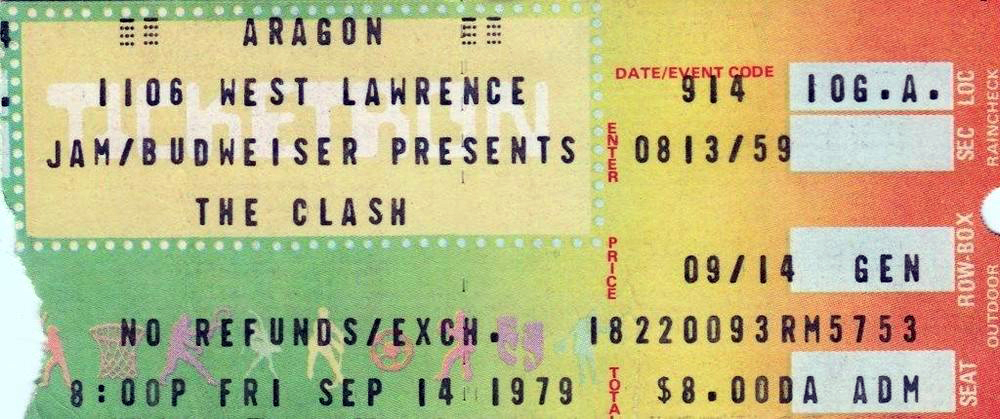 ARAGON
1106 WEST LAWRENCE
TICKETRON
JAM/BUDWEISER PRESENTS
THE CLASH
NO REFUNDS/EXCH.
8:00P FRI SEP 14 1979
DATE/EVENT CODE
914 10G.A.
ENTER
0813/59
PRICE
09/14 GEN
18220093RM5753
TOTAL
$8.00DA ADM
LOC
SEC
ROW-BOX
SEAT
RAINCHECK
OUTDOOR